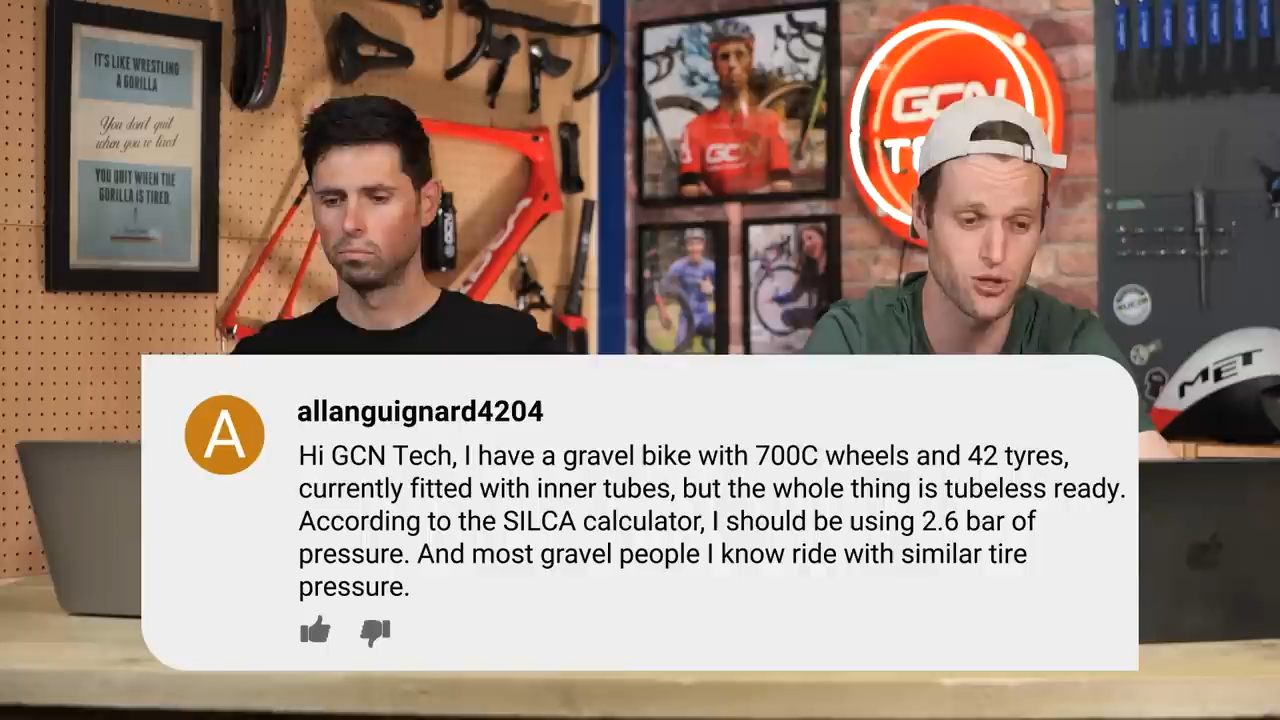 IT'S LIKE WRESTLING
A GORILLA
You don't quit
when you're tired
YOU QUIT WHEN THE
GORILLA IS TIRED.
GCN
GCN
MET
A
allanguignard4204
Hi GCN Tech, I have a gravel bike with 700C wheels and 42 tyres,
currently fitted with inner tubes, but the whole thing is tubeless ready.
According to the SILCA calculator, I should be using 2.6 bar of
pressure. And most gravel people I know ride with similar tire
pressure.